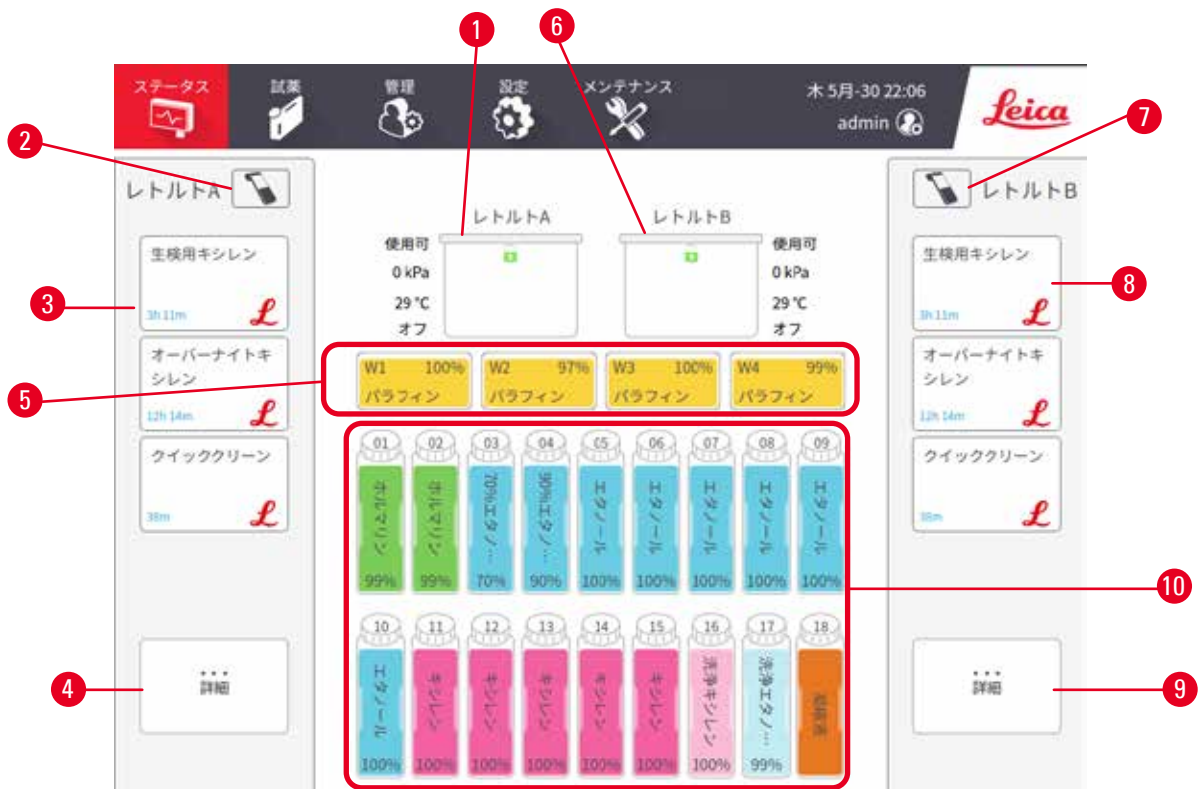 1
6
ステータス
試薬
管理
設定
メンテナンス
木 5月-30 22:06
admin
Leica
2
7
レトルトA
レトルトB
レトルトA
レトルトB
使用可
0 kPa
29 °C
オフ
使用可
0 kPa
29 °C
オフ
3
生検用キシレン
3h 11m
オーバーナイトキ
シレン
12h 14m
クイッククリーン
38m
8
生検用キシレン
3h 11m
オーバーナイトキ
シレン
12h 14m
クイッククリーン
38m
5
W1 100%
パラフィン
W2 97%
パラフィン
W3 100%
パラフィン
W4 99%
パラフィン
10
01
ホルマリン
99%
02
ホルマリン
99%
03
70%エタノ…
70%
04
90%エタノ…
90%
05
エタノール
100%
06
エタノール
100%
07
エタノール
100%
08
エタノール
100%
09
エタノール
100%
10
エタノール
100%
11
キシレン
100%
12
キシレン
100%
13
キシレン
100%
14
キシレン
100%
15
キシレン
100%
16
洗浄キシレン
100%
17
洗浄エタノ…
99%
18
4
…
詳細
9
…
詳細